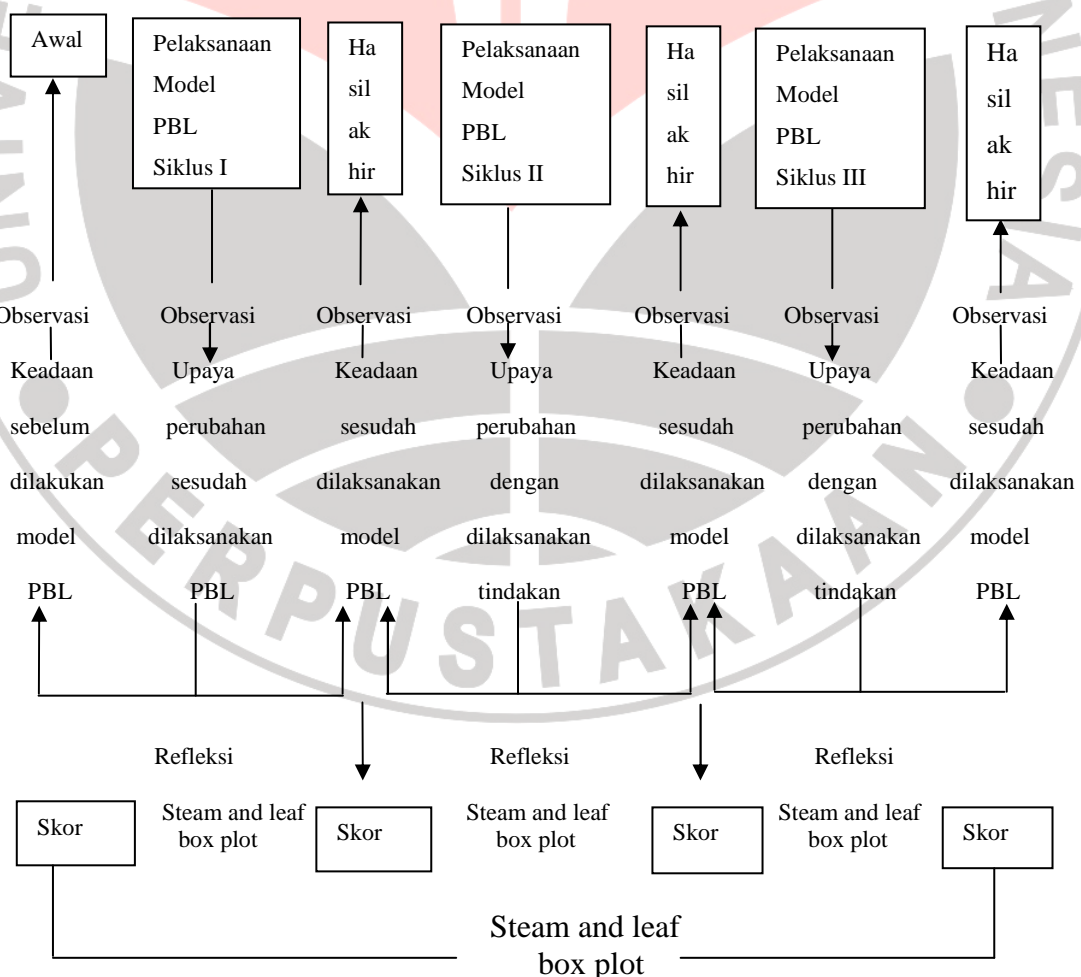 Awal
Pelaksanaan
Model
PBL
Siklus I
Ha
sil
ak
hir
Pelaksanaan
Model
PBL
Siklus II
Ha
sil
ak
hir
Pelaksanaan
Model
PBL
Siklus III
Ha
sil
ak
hir
Observasi
Keadaan
sebelum
dilakukan
model
PBL
Observasi
Upaya
perubahan
sesudah
dilaksanakan
PBL
Observasi
Keadaan
sesudah
dilaksanakan
model
PBL
Observasi
Upaya
perubahan
dengan
dilaksanakan
tindakan
Observasi
Keadaan
sesudah
dilaksanakan
model
PBL
Observasi
Upaya
perubahan
dengan
dilaksanakan
tindakan
Observasi
Keadaan
sesudah
dilaksanakan
model
PBL
Refleksi
Refleksi
Refleksi
Skor
Steam and leaf
box plot
Skor
Steam and leaf
box plot
Skor
Steam and leaf
box plot
Skor
Steam and leaf
box plot
PERPUSTAKAAN